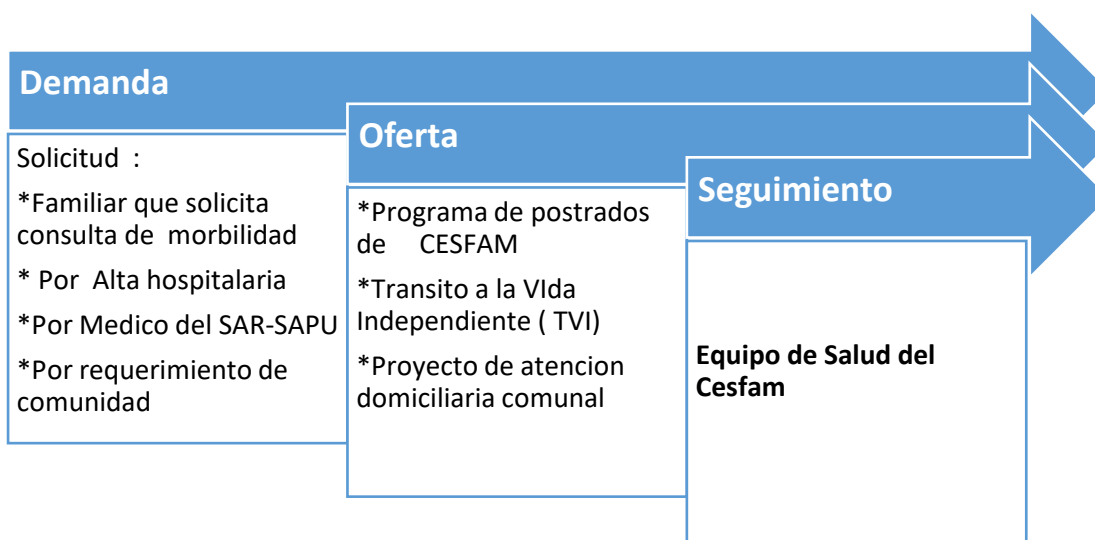 Demanda
Solicitud :
*Familiar que solicita
consulta de morbilidad
* Por Alta hospitalaria
*Por Medico del SAR-SAPU
*Por requerimiento de
comunidad
Oferta
*Programa de postrados
de CESFAM
*Transito a la VIda
Independiente ( TVI)
*Proyecto de atencion
domiciliaria comunal
Seguimiento
Equipo de Salud del
Cesfam